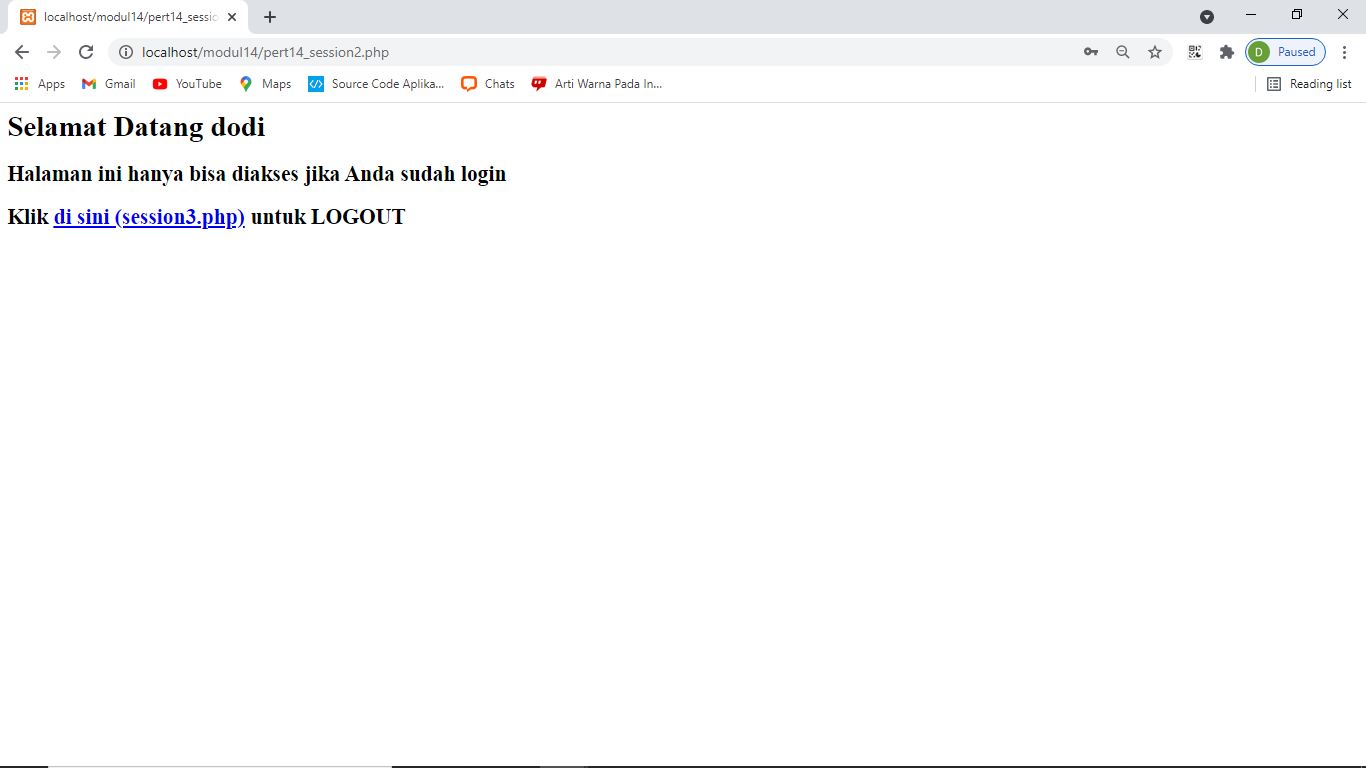 localhost/modul14/pert14_sessio
localhost/modul14/pert14_session2.php
D Paused
Apps Gmail YouTube Maps Source Code Aplika... Chats Arti Warna Pada In... Reading list
Selamat Datang dodi
Halaman ini hanya bisa diakses jika Anda sudah login
Klik di sini (session3.php) untuk LOGOUT